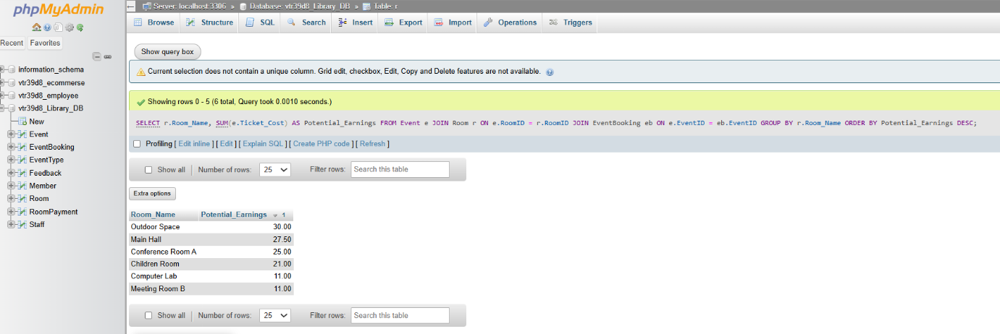 phpMyAdmin
Recent Favorites
information_schema
vtr39d8_ecommerse
vtr39d8_employee
vtr39d8_Library_DB
New
Event
EventBooking
EventType
Feedback
Member
Room
RoomPayment
Staff
Server: localhost:3306 » Database: vtr39d8_Library_DB » Table: r
Browse Structure SQL Search Insert Export Import Operations Triggers
Show query box
Current selection does not contain a unique column. Grid edit, checkbox, Edit, Copy and Delete features are not available.
Showing rows 0 - 5 (6 total, Query took 0.0010 seconds.)
SELECT r.Room_Name, SUM(e.Ticket_Cost) AS Potential_Earnings FROM Event e JOIN Room r ON e.RoomID = r.RoomID JOIN EventBooking eb ON e.EventID = eb.EventID GROUP BY r.Room_Name ORDER BY Potential_Earnings DESC;
Profiling [ Edit inline ] [ Edit ] [ Explain SQL ] [ Create PHP code ] [ Refresh ]
Show all Number of rows: 25 Filter rows: Search this table
Extra options
Room_Name Potential_Earnings 1
Outdoor Space 30.00
Main Hall 27.50
Conference Room A 25.00
Children Room 21.00
Computer Lab 11.00
Meeting Room B 11.00
Show all Number of rows: 25 Filter rows: Search this table